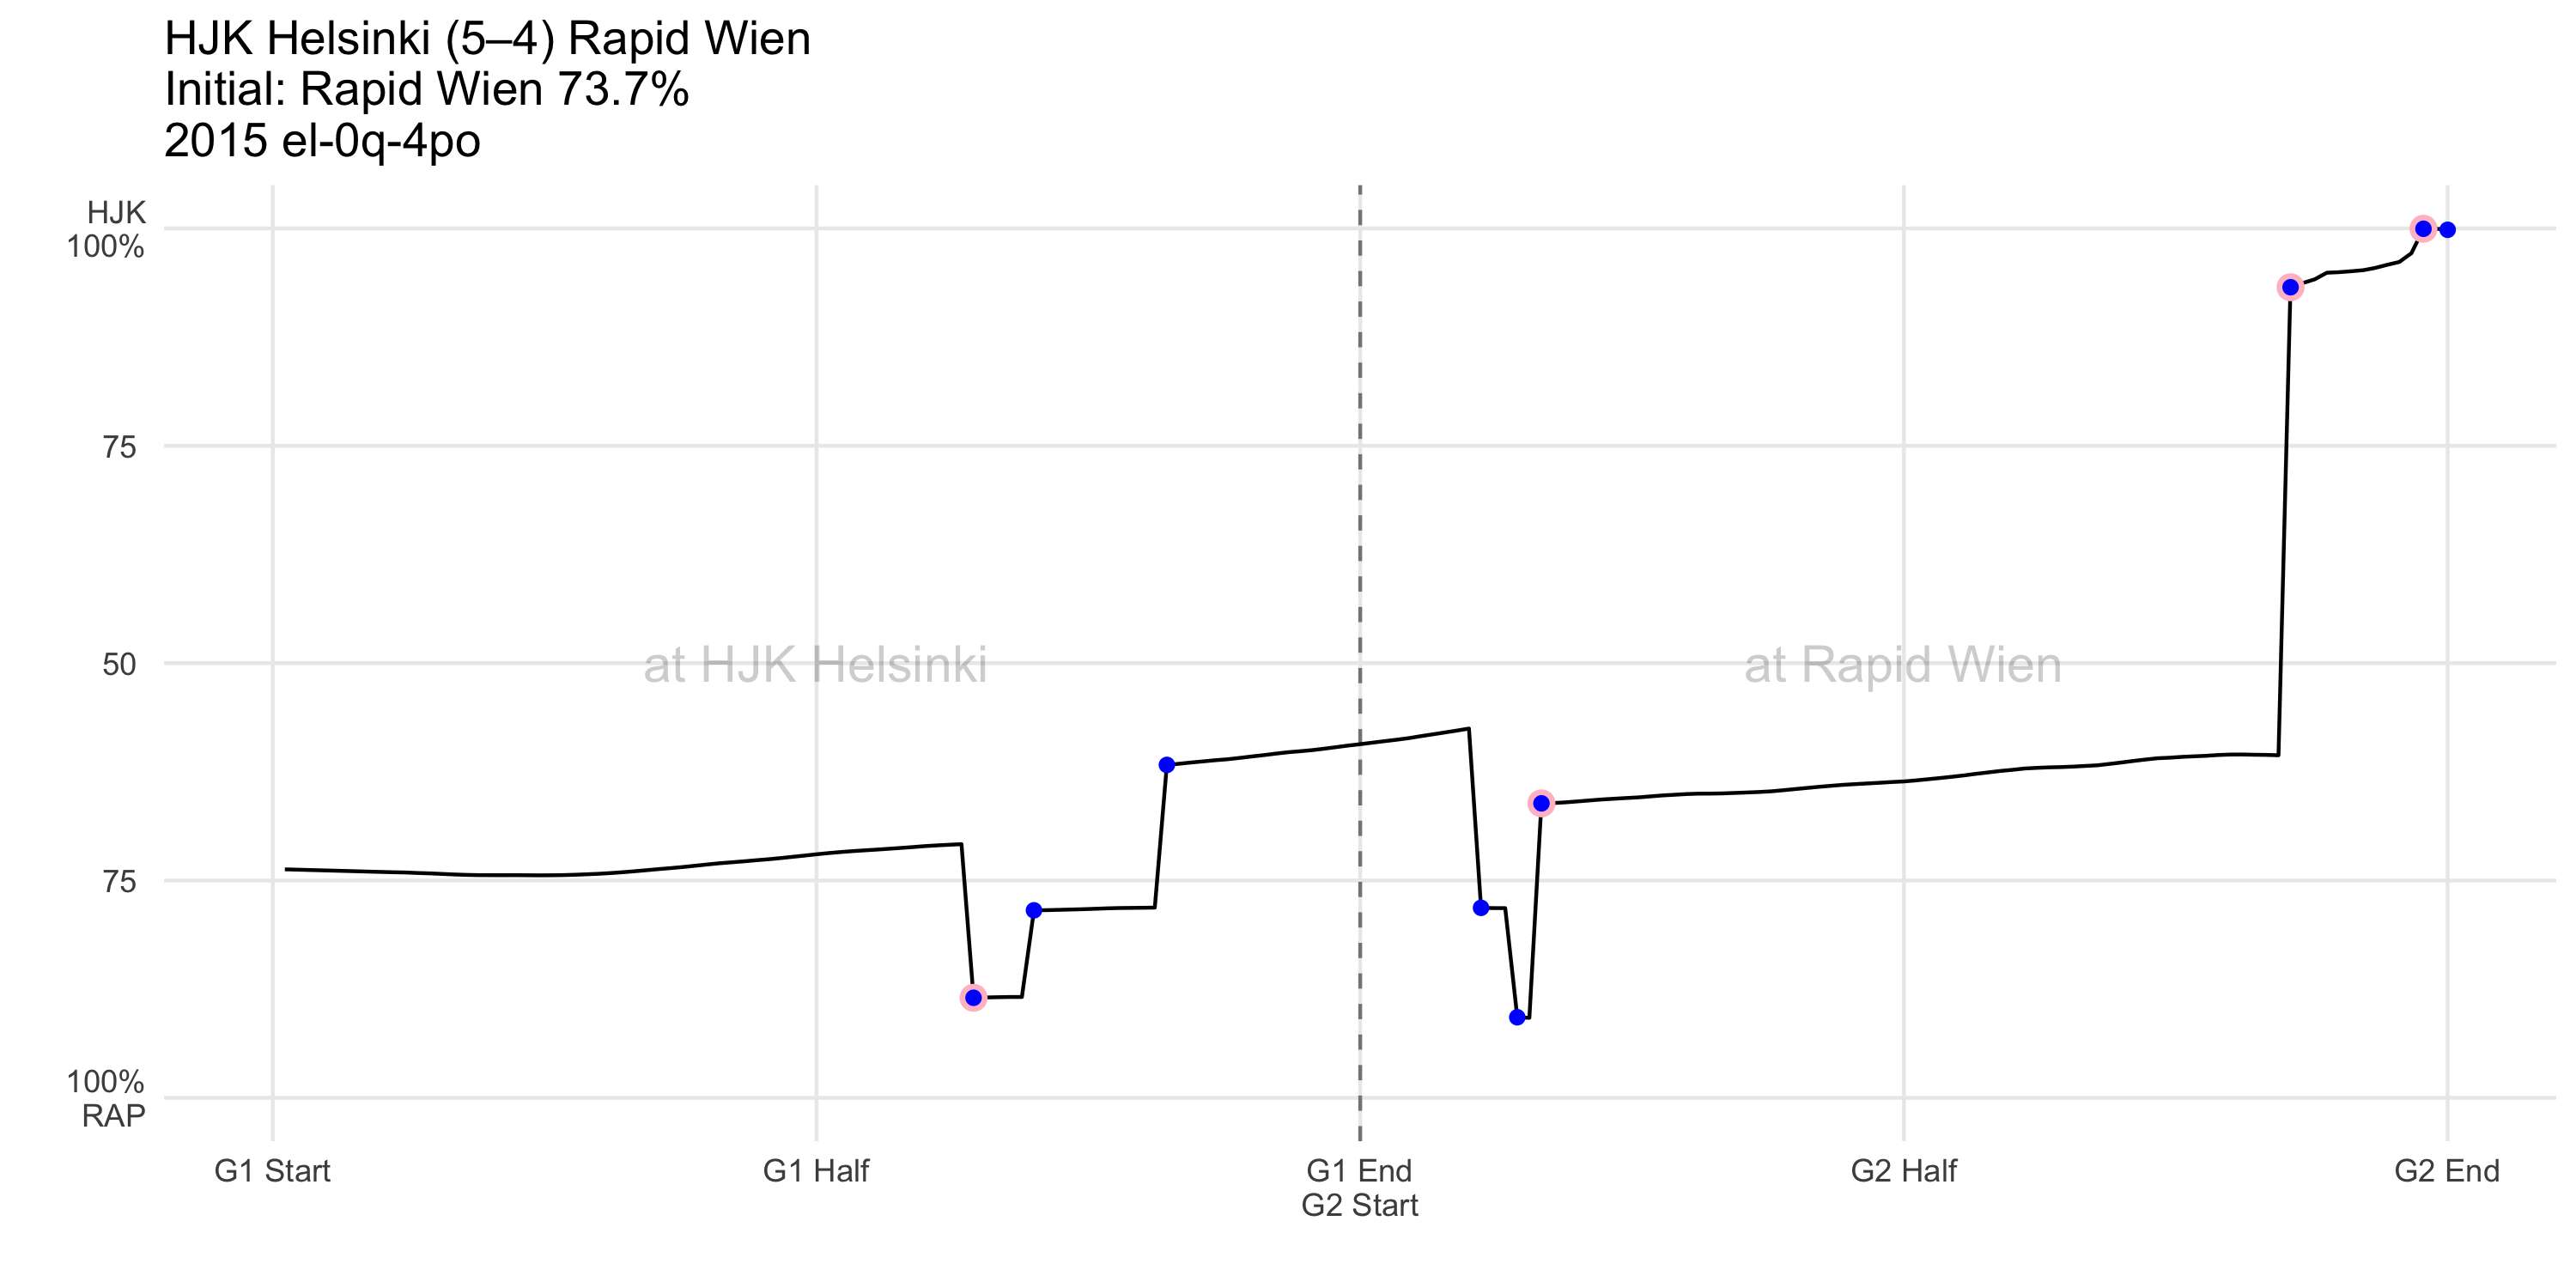 HJK Helsinki (5–4) Rapid Wien
Initial: Rapid Wien 73.7%
2015 el-0q-4po
HJK
100%
75
50
75
100%
RAP
at HJK Helsinki
at Rapid Wien
G1 Start
G1 Half
G1 End
G2 Start
G2 Half
G2 End